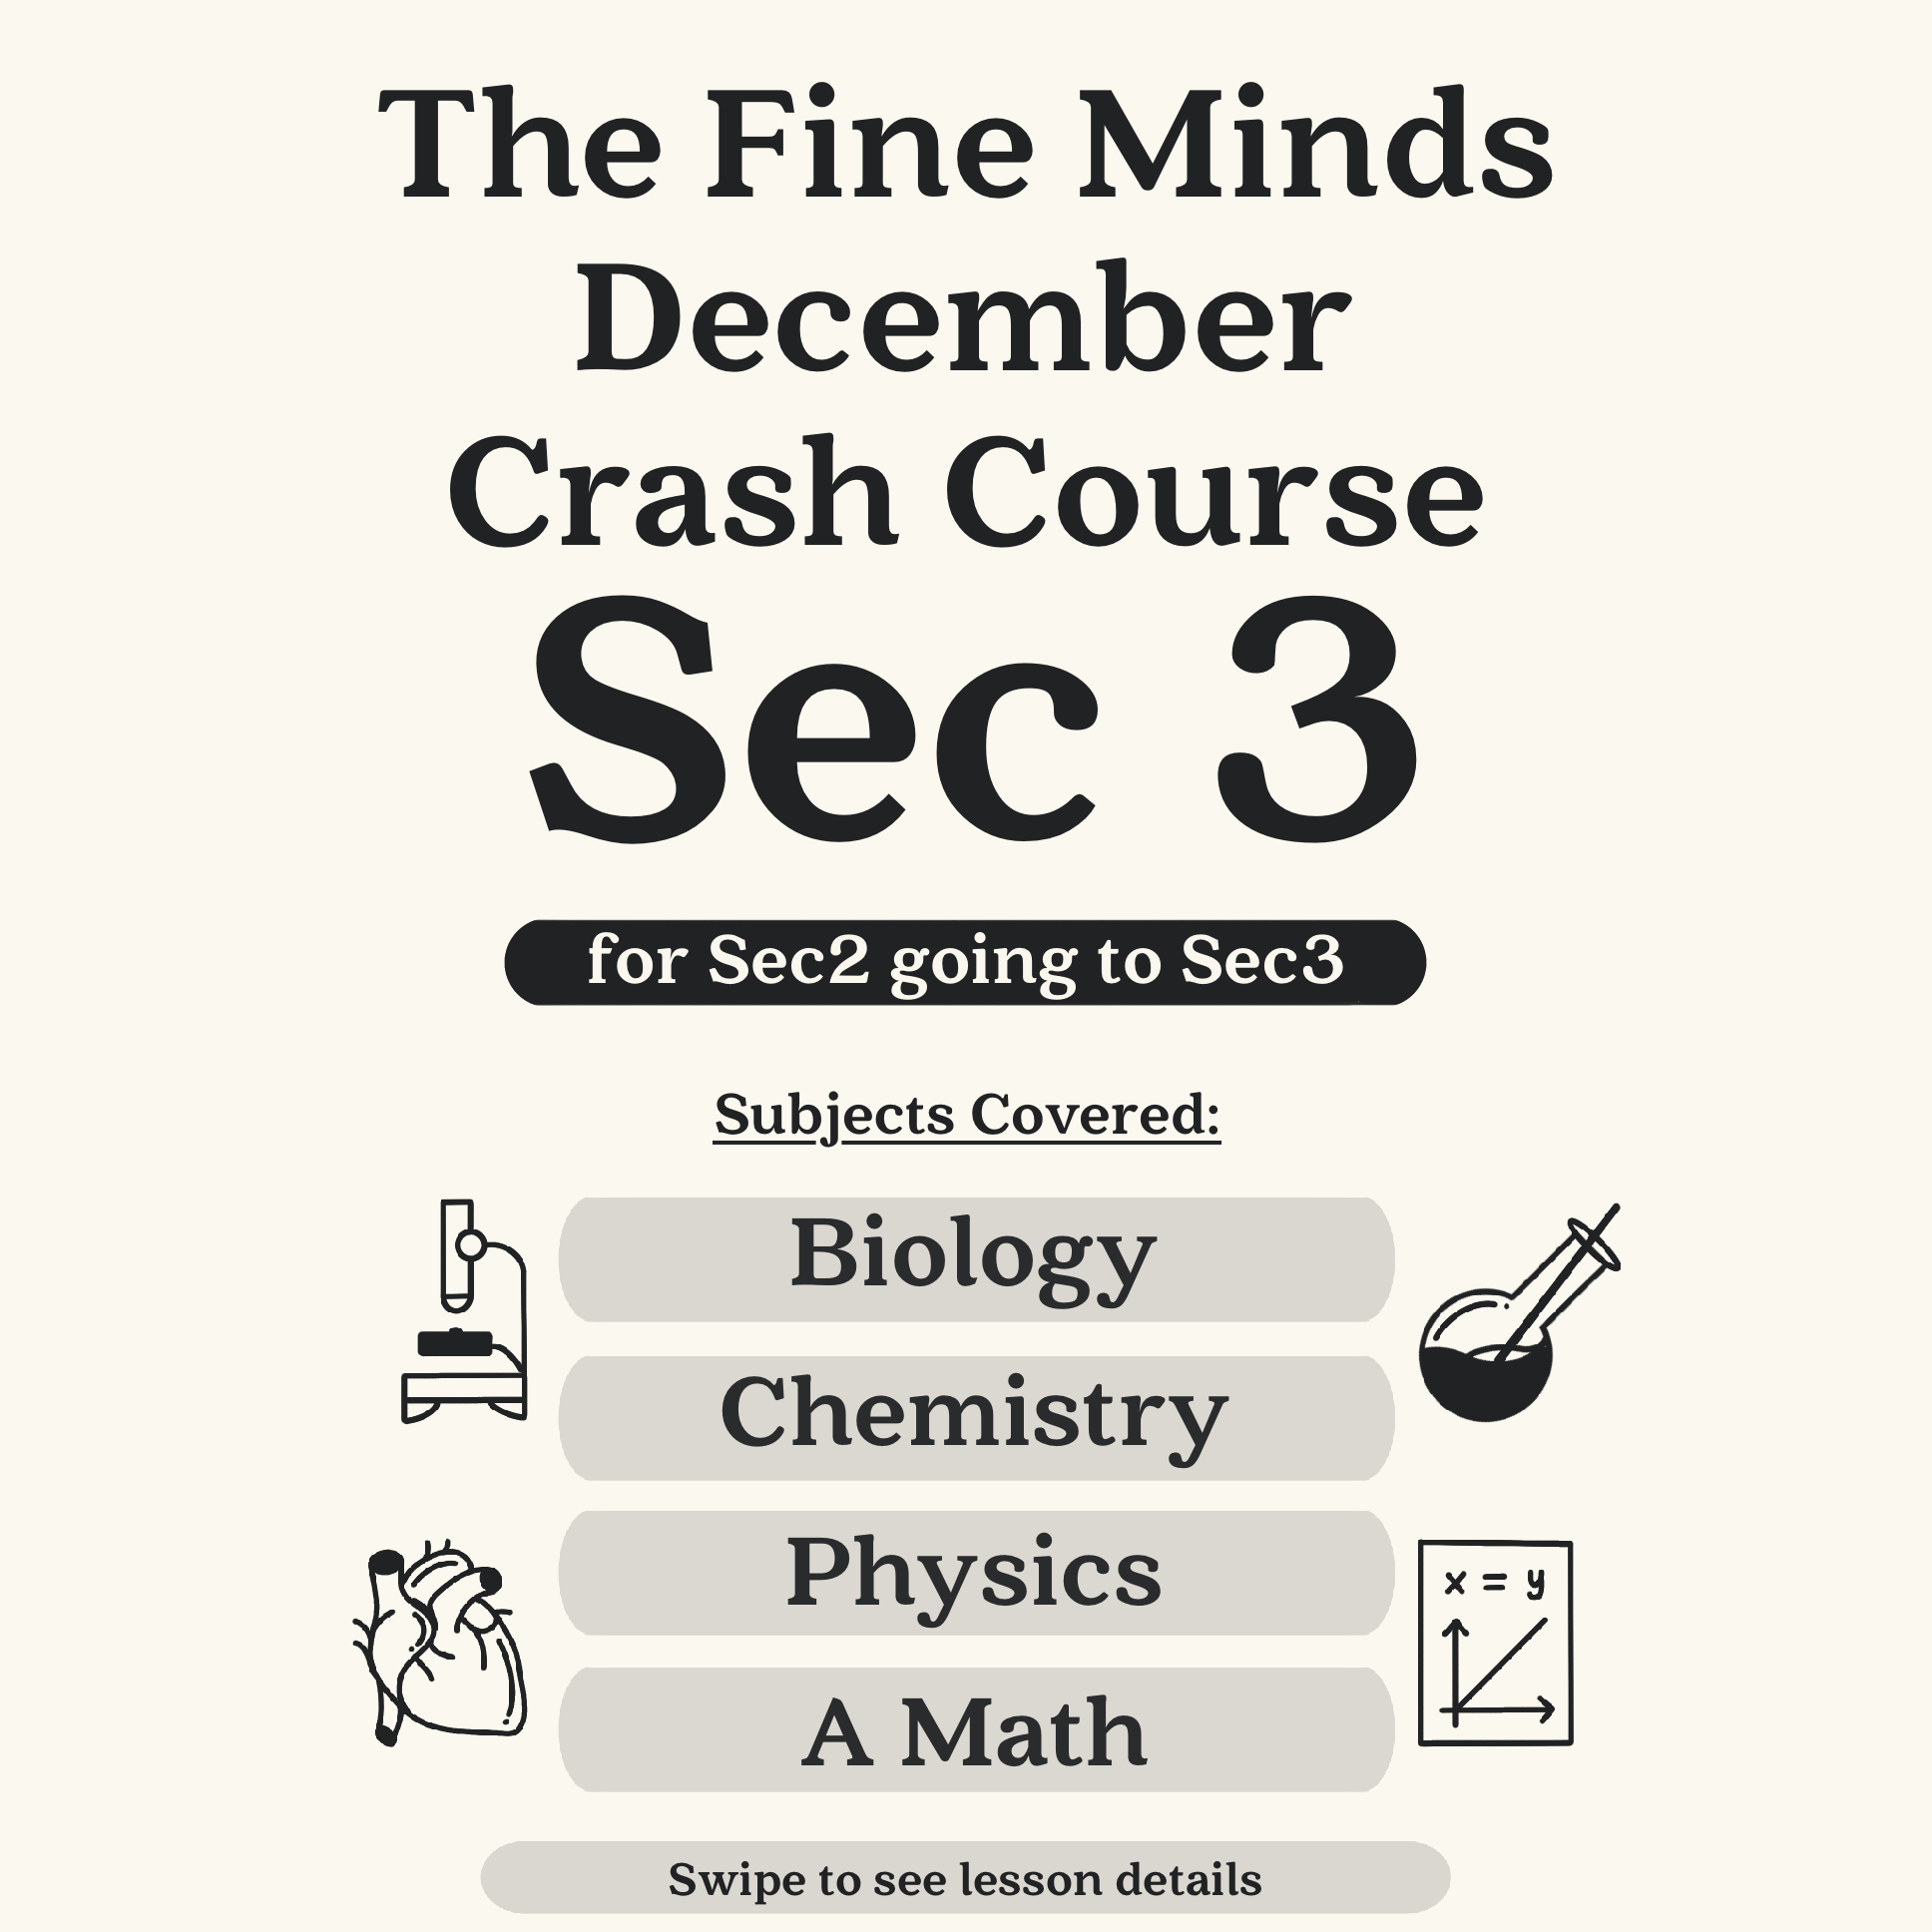 The Fine Minds
December
Crash Course
Sec 3
for Sec2 going to Sec3
Subjects Covered:
Biology
Chemistry
Physics
x = y
A Math
Swipe to see lesson details